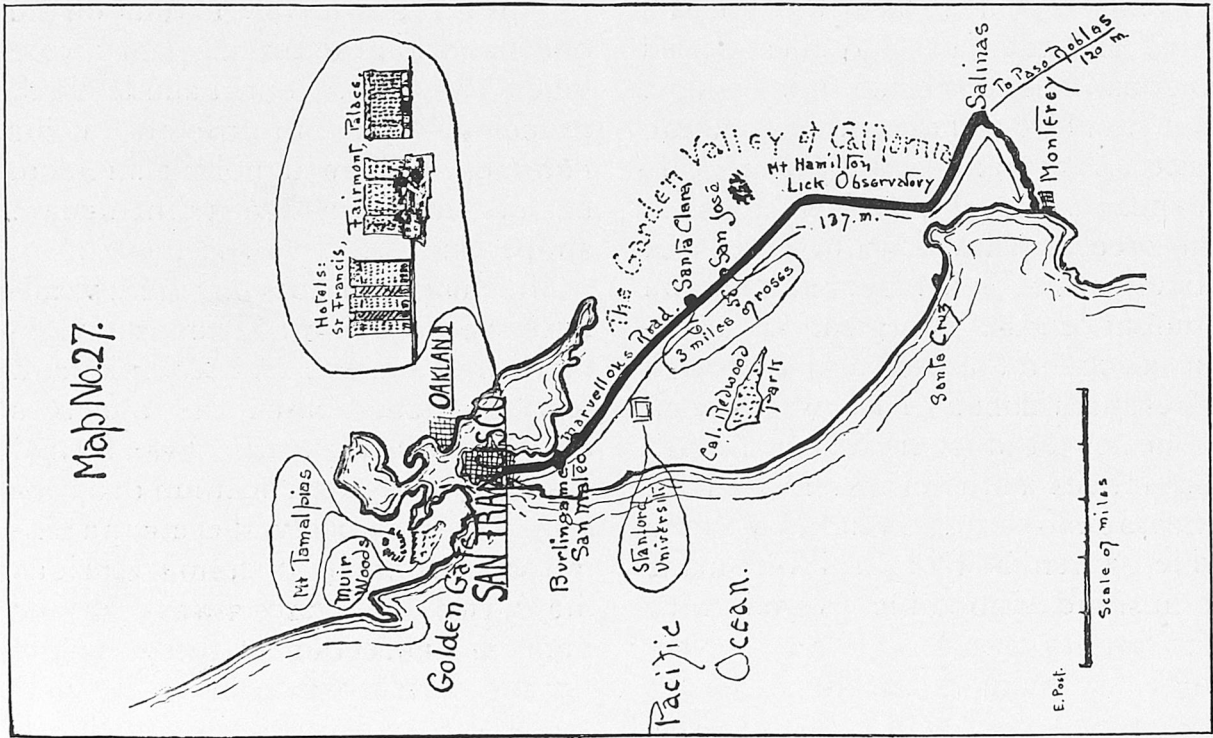 Map No. 27.
Hotels:
St Francis, Fairmont, Palace,
OAKLAN
Mt Tamalpias
Muir
Woods
Golden Gate
SAN FRANSSCO
Burlingame
San Mateo
Marvellous Road.
The Garden Valley of California
Santa Clara
San José
Mt Hamilton
Lick Observatory
137. m.
3 miles of roses
Stanford
University
Cal. Redwood
Park
Santa Cruz
Salinas
To Paso Robles
120 m.
Monterey
Pacific
Ocean.
Scale of miles
E. Post.